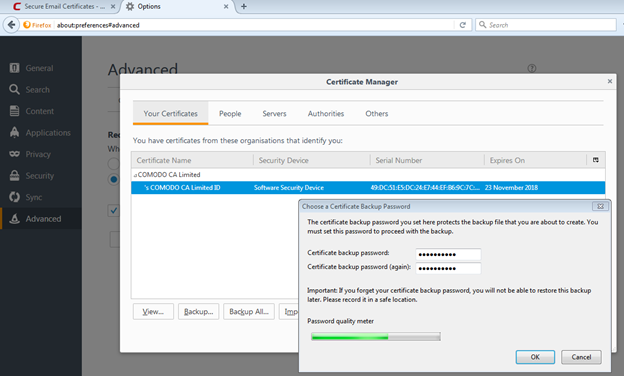 Secure Email Certificates - ...
Options
Firefox
about:preferences#advanced
Search
General
Search
Content
Applications
Privacy
Security
Sync
Advanced
Advanced
Certificate Manager
Your Certificates People Servers Authorities Others
You have certificates from these organisations that identify you:
Certificate Name Security Device Serial Number Expires On
COMODO CA Limited
's COMODO CA Limited ID Software Security Device 49:DC:51:E5:DC:24:E7:44:EF:B6:9C:7C:... 23 November 2018
Choose a Certificate Backup Password
The certificate backup password you set here protects the backup file that you are about to create. You
must set this password to proceed with the backup.
Certificate backup password:
Certificate backup password (again):
Important: If you forget your certificate backup password, you will not be able to restore this backup
later. Please record it in a safe location.
View... Backup... Backup All...
Password quality meter
OK Cancel